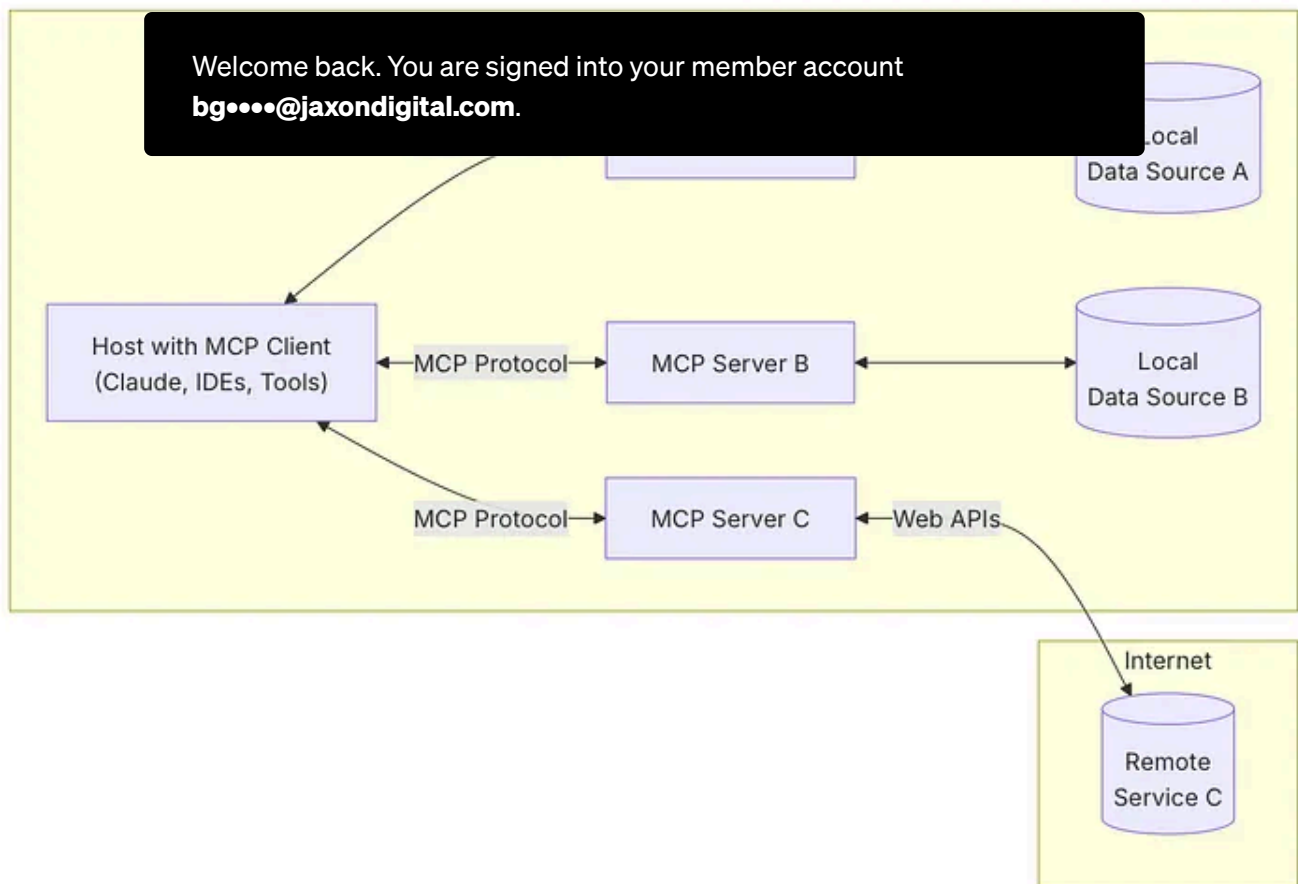 Welcome back. You are signed into your member account
bg••••@jaxondigital.com.
Local
Data Source A
Host with MCP Client
(Claude, IDEs, Tools)
MCP Protocol
MCP Server B
Local
Data Source B
MCP Protocol
MCP Server C
Web APIs
Internet
Remote
Service C